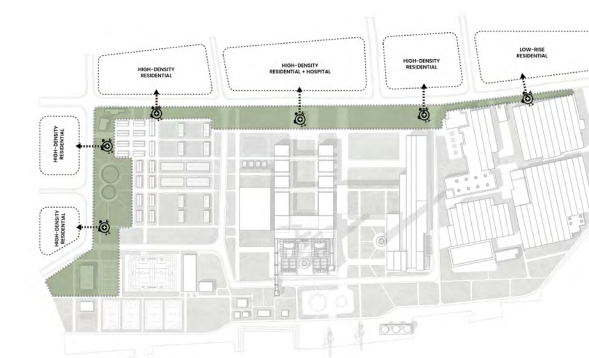 HIGH-DENSITY
RESIDENTIAL
HIGH-DENSITY
RESIDENTIAL + HOSPITAL
HIGH-DENSITY
RESIDENTIAL
LOW-RISE
RESIDENTIAL
HIGH-DENSITY
RESIDENTIAL
HIGH-DENSITY
RESIDENTIAL